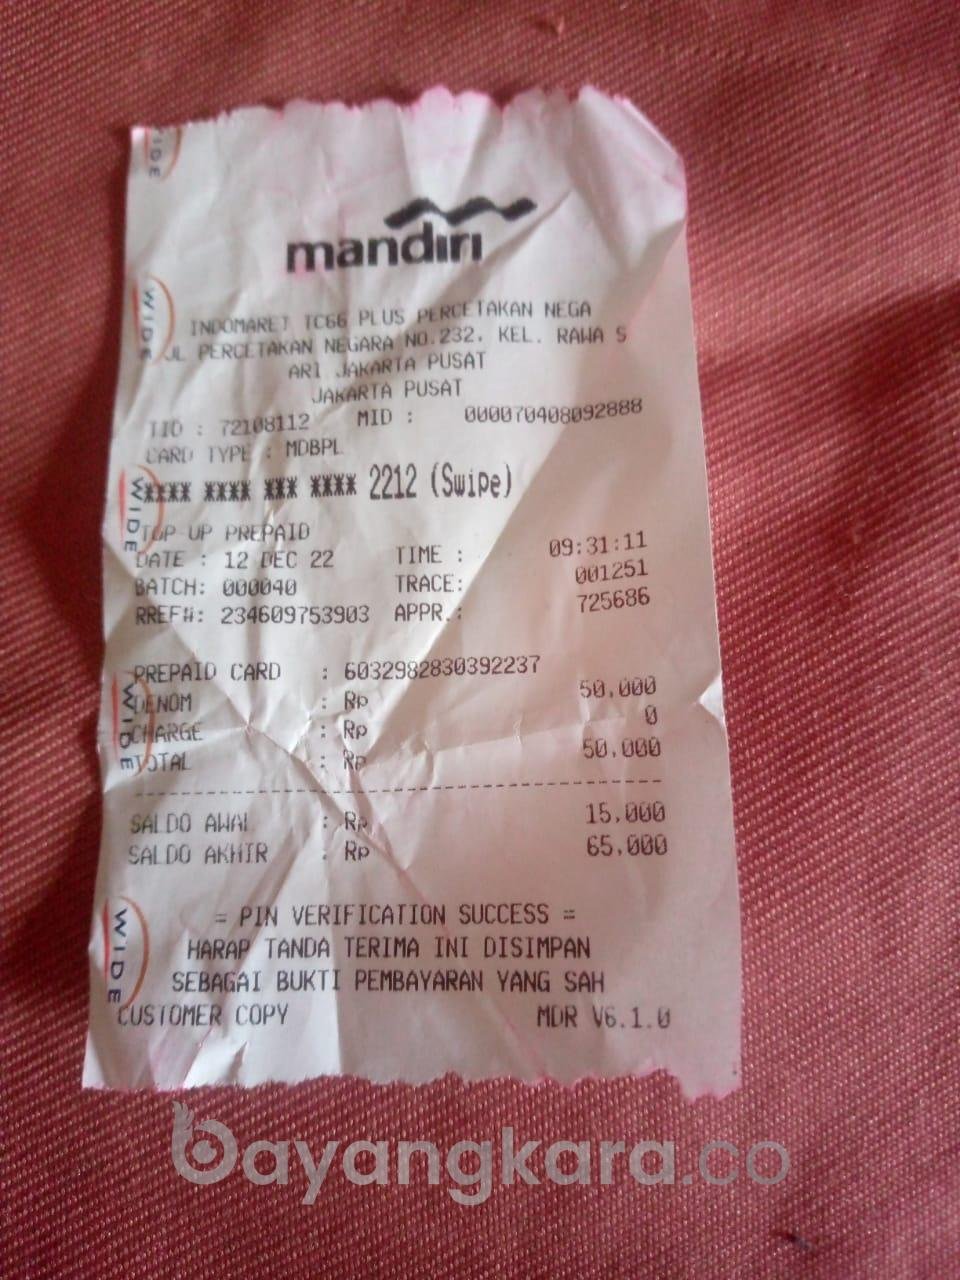 mandiri
INDOMARET TC66 PLUS PERCETAKAN NEGA
JL PERCETAKAN NEGARA NO.232. KEL. RAWA S
ARI JAKARTA PUSAT
JAKARTA PUSAT
TID : 72108112 MID : 000070408092888
CARD TYPE : MDBPL
**** **** *** **** 2212 (Swipe)
TOP-UP PREPAID
DATE : 12 DEC 22 TIME : 09:31:11
BATCH: 000040 TRACE: 001251
RREF#: 234609753903 APPR.: 725686
PREPAID CARD : 6032982830392237
DENOM : Rp 50.000
CHARGE : Rp 0
TOTAL : Rp 50.000
--------------------------------
SALDO AWAL : Rp 15.000
SALDO AKHIR : Rp 65.000
= PIN VERIFICATION SUCCESS =
HARAP TANDA TERIMA INI DISIMPAN
SEBAGAI BUKTI PEMBAYARAN YANG SAH
CUSTOMER COPY MDR V6.1.0
WIDE
WIDE
WIDE
WIDE
WIDE
bayangkara.co